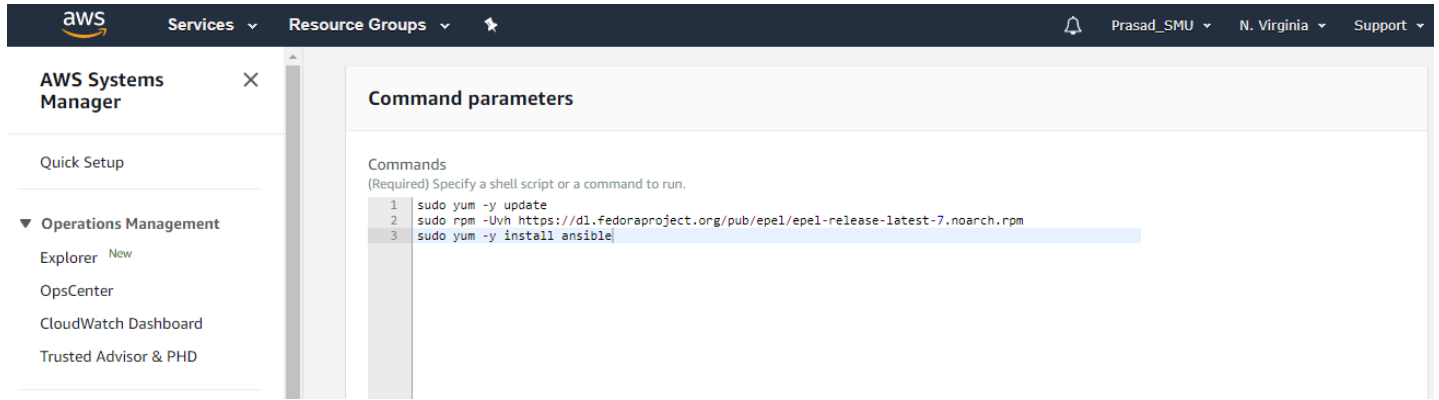 aws Services Resource Groups Prasad_SMU N. Virginia Support
AWS Systems
Manager
Quick Setup
Operations Management
Explorer New
OpsCenter
CloudWatch Dashboard
Trusted Advisor & PHD
Command parameters
Commands
(Required) Specify a shell script or a command to run.
1 sudo yum -y update
2 sudo rpm -Uvh https://dl.fedoraproject.org/pub/epel/epel-release-latest-7.noarch.rpm
3 sudo yum -y install ansible